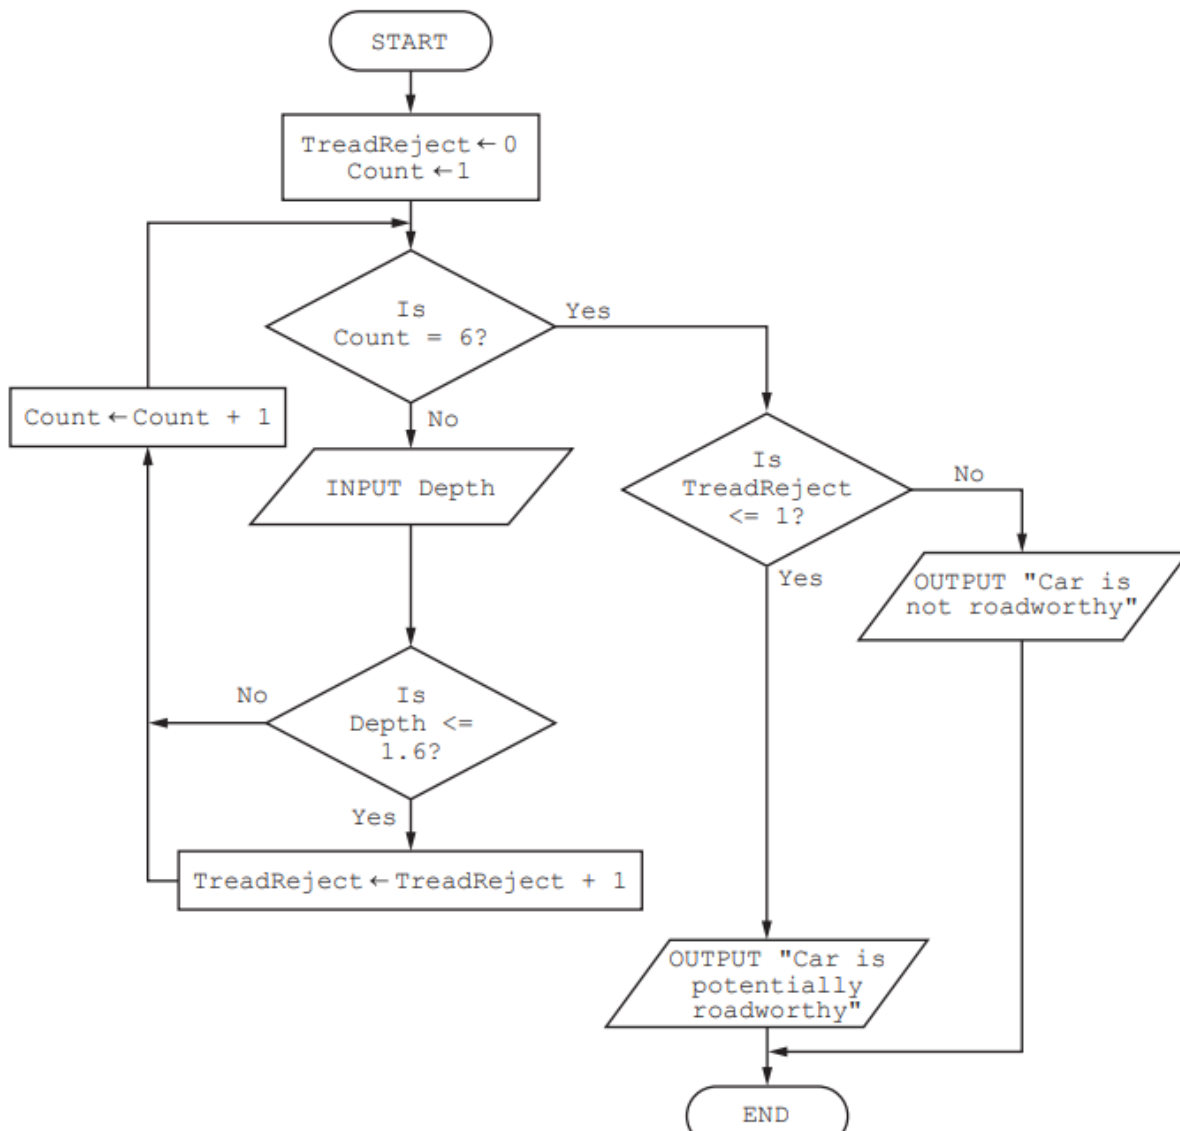 START
TreadReject ← 0
Count ← 1
Is
Count = 6?
Yes
No
Count ← Count + 1
INPUT Depth
Is
Depth <=
1.6?
No
Yes
TreadReject ← TreadReject + 1
Is
TreadReject
<= 1?
No
Yes
OUTPUT "Car is
not roadworthy"
OUTPUT "Car is
potentially
roadworthy"
END